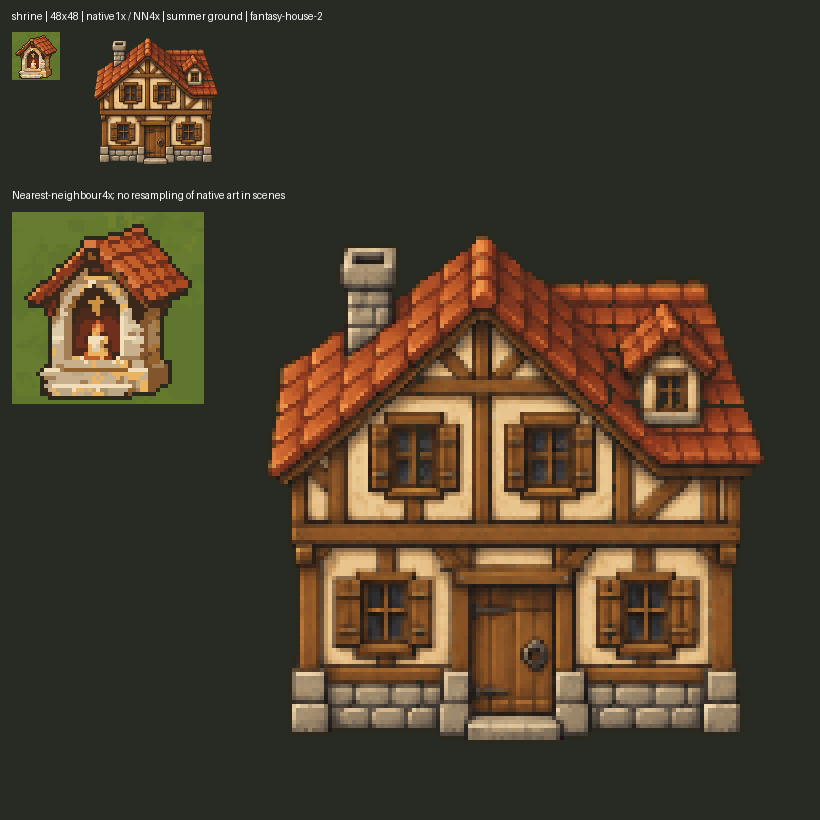 shrine | 48x48 | native1x / NN4x | summer ground | fantasy-house-2
Nearest-neighbour4x; no resampling of native art in scenes